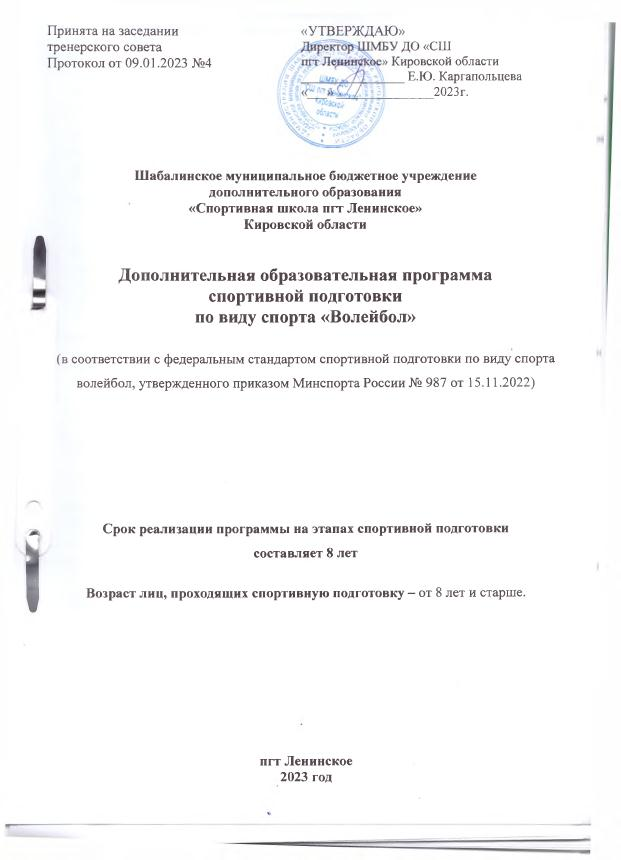 Принята на заседании
тренерского совета
Протокол от 09.01.2023 №4
«УТВЕРЖДАЮ»
Директор ШМБУ ДО «СШ
пгт Ленинское» Кировской области
_______________ Е.Ю. Каргапольцева
«___» _______________2023г.
Шабалинское муниципальное бюджетное учреждение
дополнительного образования
«Спортивная школа пгт Ленинское»
Кировской области
Дополнительная образовательная программа
спортивной подготовки
по виду спорта «Волейбол»
(в соответствии с федеральным стандартом спортивной подготовки по виду спорта
волейбол, утвержденного приказом Минспорта России № 987 от 15.11.2022)
Срок реализации программы на этапах спортивной подготовки
составляет 8 лет
Возраст лиц, проходящих спортивную подготовку – от 8 лет и старше.
пгт Ленинское
2023 год